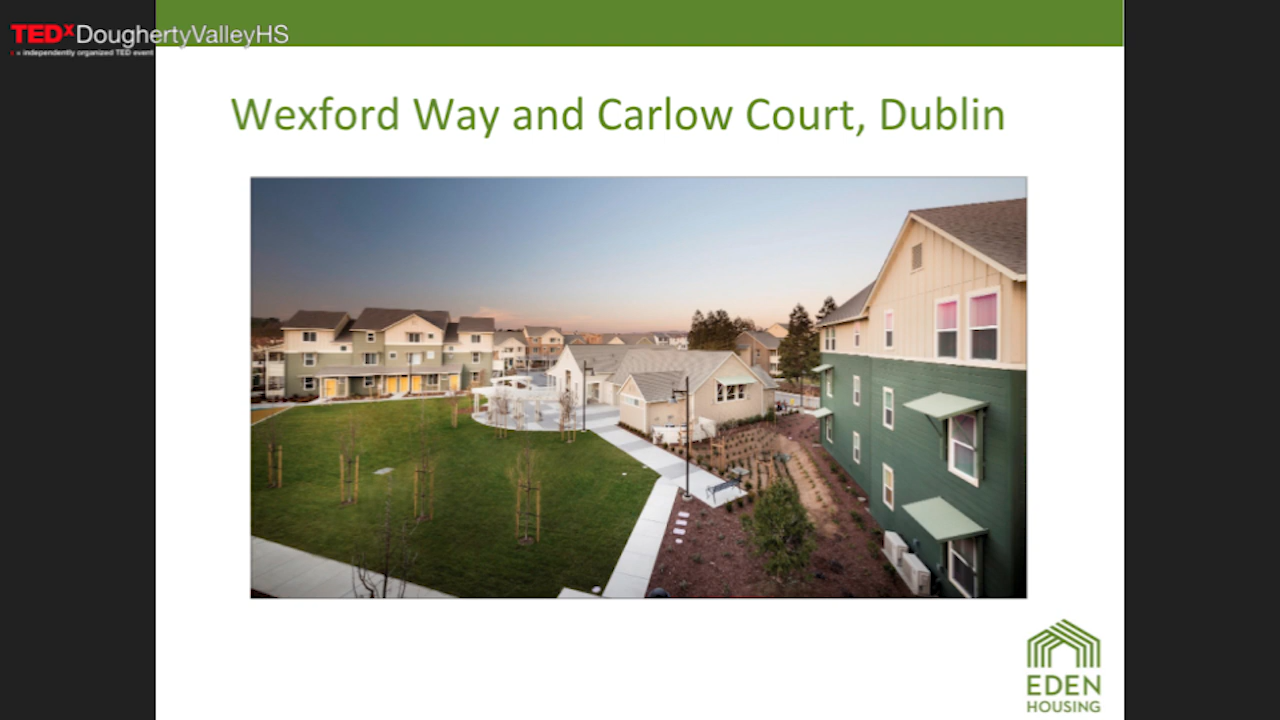 TEDxDoughertyValleyHS
x = independently organized TED event
Wexford Way and Carlow Court, Dublin
EDEN
HOUSING